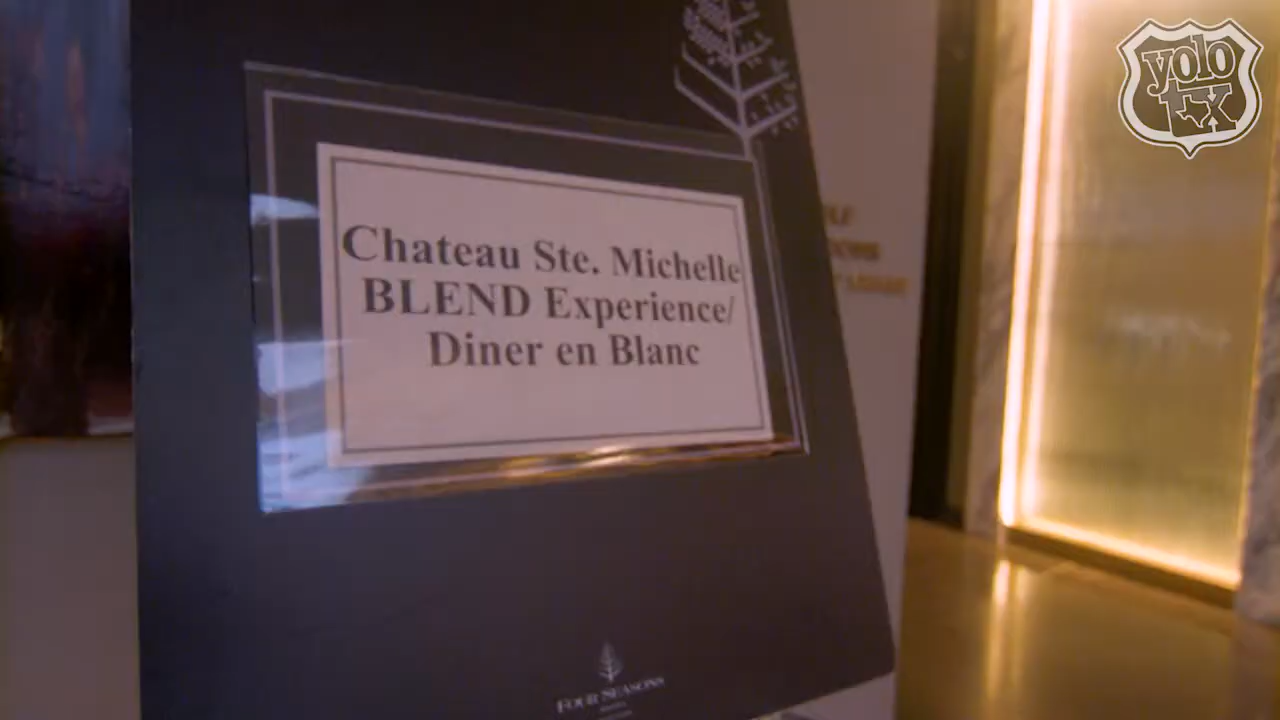 yolo
tx
Chateau Ste. Michelle
BLEND Experience/
Diner en Blanc
FOUR SEASONS